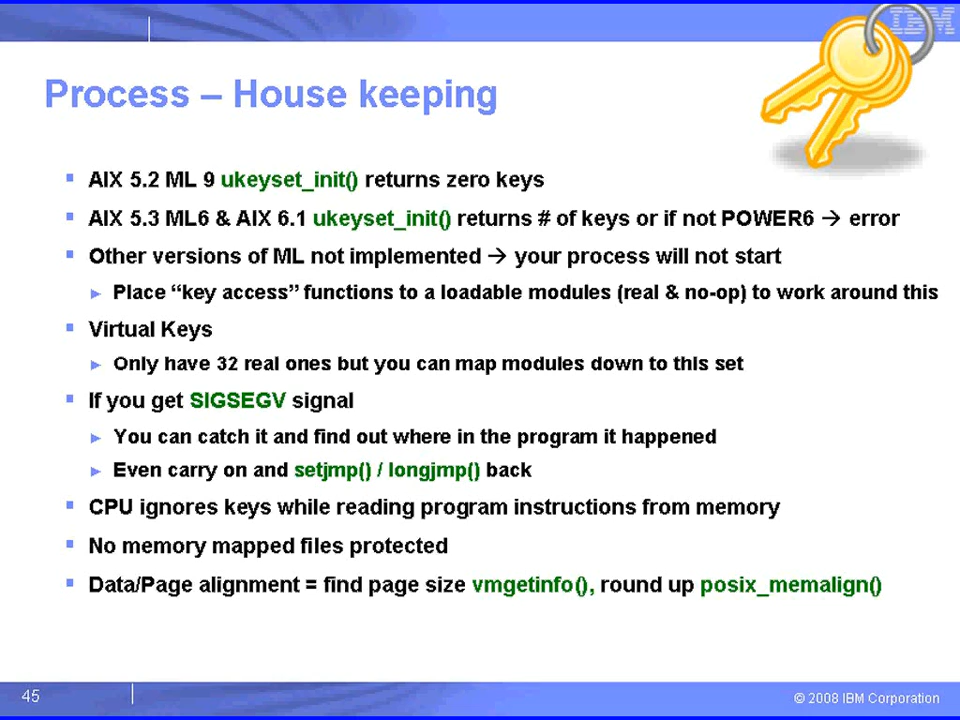 IBM
Process – House keeping
AIX 5.2 ML 9 ukeyset_init() returns zero keys
AIX 5.3 ML6 & AIX 6.1 ukeyset_init() returns # of keys or if not POWER6 → error
Other versions of ML not implemented → your process will not start
► Place “key access” functions to a loadable modules (real & no-op) to work around this
Virtual Keys
► Only have 32 real ones but you can map modules down to this set
If you get SIGSEGV signal
► You can catch it and find out where in the program it happened
► Even carry on and setjmp() / longjmp() back
CPU ignores keys while reading program instructions from memory
No memory mapped files protected
Data/Page alignment = find page size vmgetinfo(), round up posix_memalign()
45
© 2008 IBM Corporation